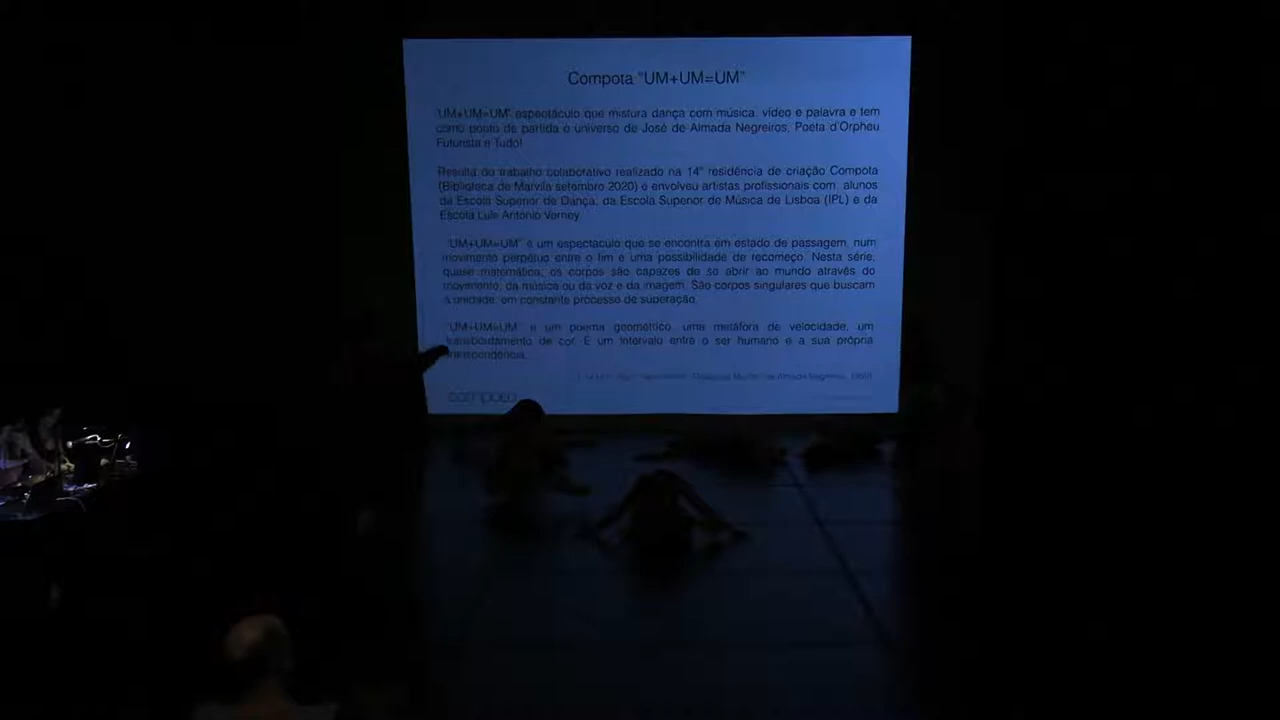 Compota "UM+UM=UM"
"UM+UM=UM" espectáculo que mistura dança com música, vídeo e palavra e tem
como ponto de partida o universo de José de Almada Negreiros, Poeta d'Orpheu
Futurista e Tudo!
Resulta do trabalho colaborativo realizado na 14ª residência de criação Compota
(Biblioteca de Marvila setembro 2020) e envolveu artistas profissionais com alunos
da Escola Superior de Dança, da Escola Superior de Música de Lisboa (IPL) e da
Escola Luís António Verney.
"UM+UM=UM" é um espectáculo que se encontra em estado de passagem, num
movimento perpétuo entre o fim e uma possibilidade de recomeço. Nesta série,
quase matemática, os corpos são capazes de se abrir ao mundo através do
movimento, da música ou da voz e da imagem. São corpos singulares que buscam
a unidade, em constante processo de superação.
"UM+UM=UM" é um poema geométrico, uma metáfora de velocidade, um
transbordamento de cor. É um intervalo entre o ser humano e a sua própria
transcendência.
Almada Negreiros,
compota